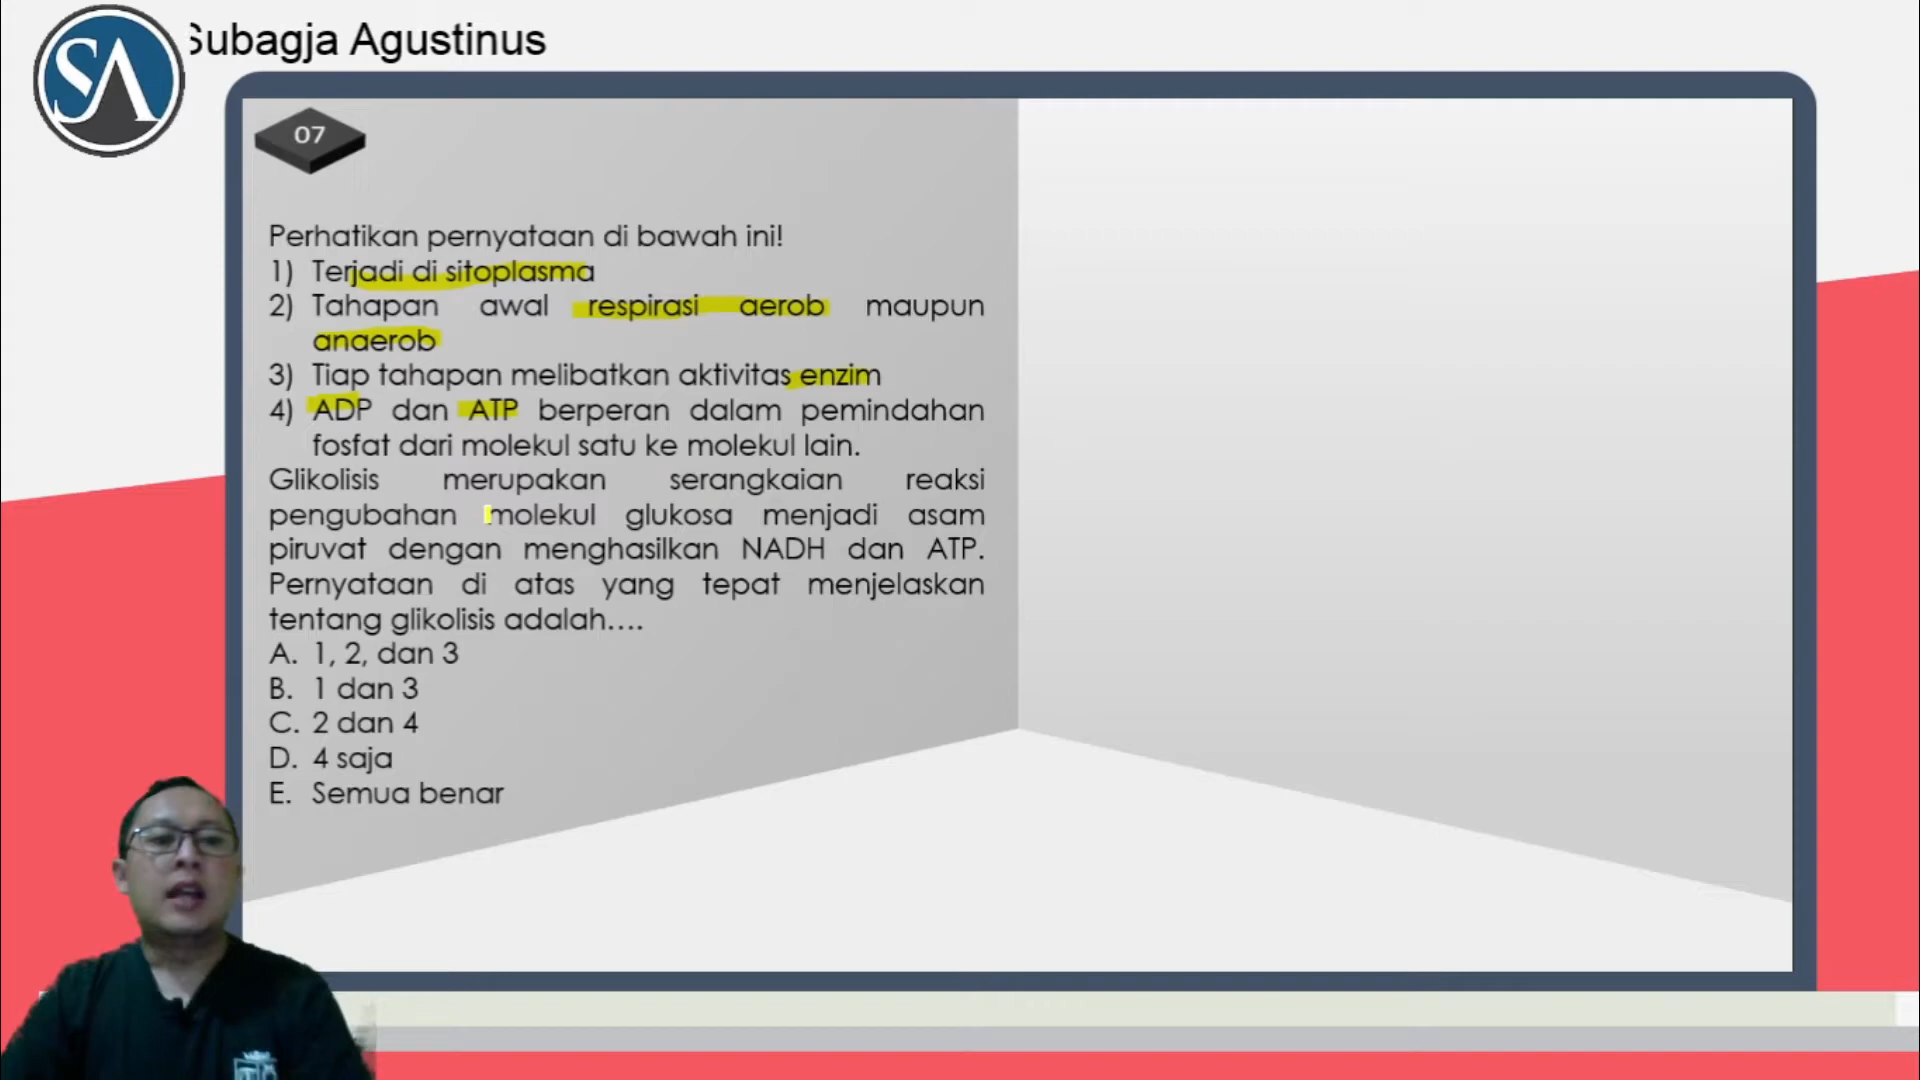 SA
Subagja Agustinus
07
Perhatikan pernyataan di bawah ini!
1) Terjadi di sitoplasma
2) Tahapan awal respirasi aerob maupun
anaerob
3) Tiap tahapan melibatkan aktivitas enzim
4) ADP dan ATP berperan dalam pemindahan
fosfat dari molekul satu ke molekul lain.
Glikolisis merupakan serangkaian reaksi
pengubahan molekul glukosa menjadi asam
piruvat dengan menghasilkan NADH dan ATP.
Pernyataan di atas yang tepat menjelaskan
tentang glikolisis adalah....
A. 1, 2, dan 3
B. 1 dan 3
C. 2 dan 4
D. 4 saja
E. Semua benar